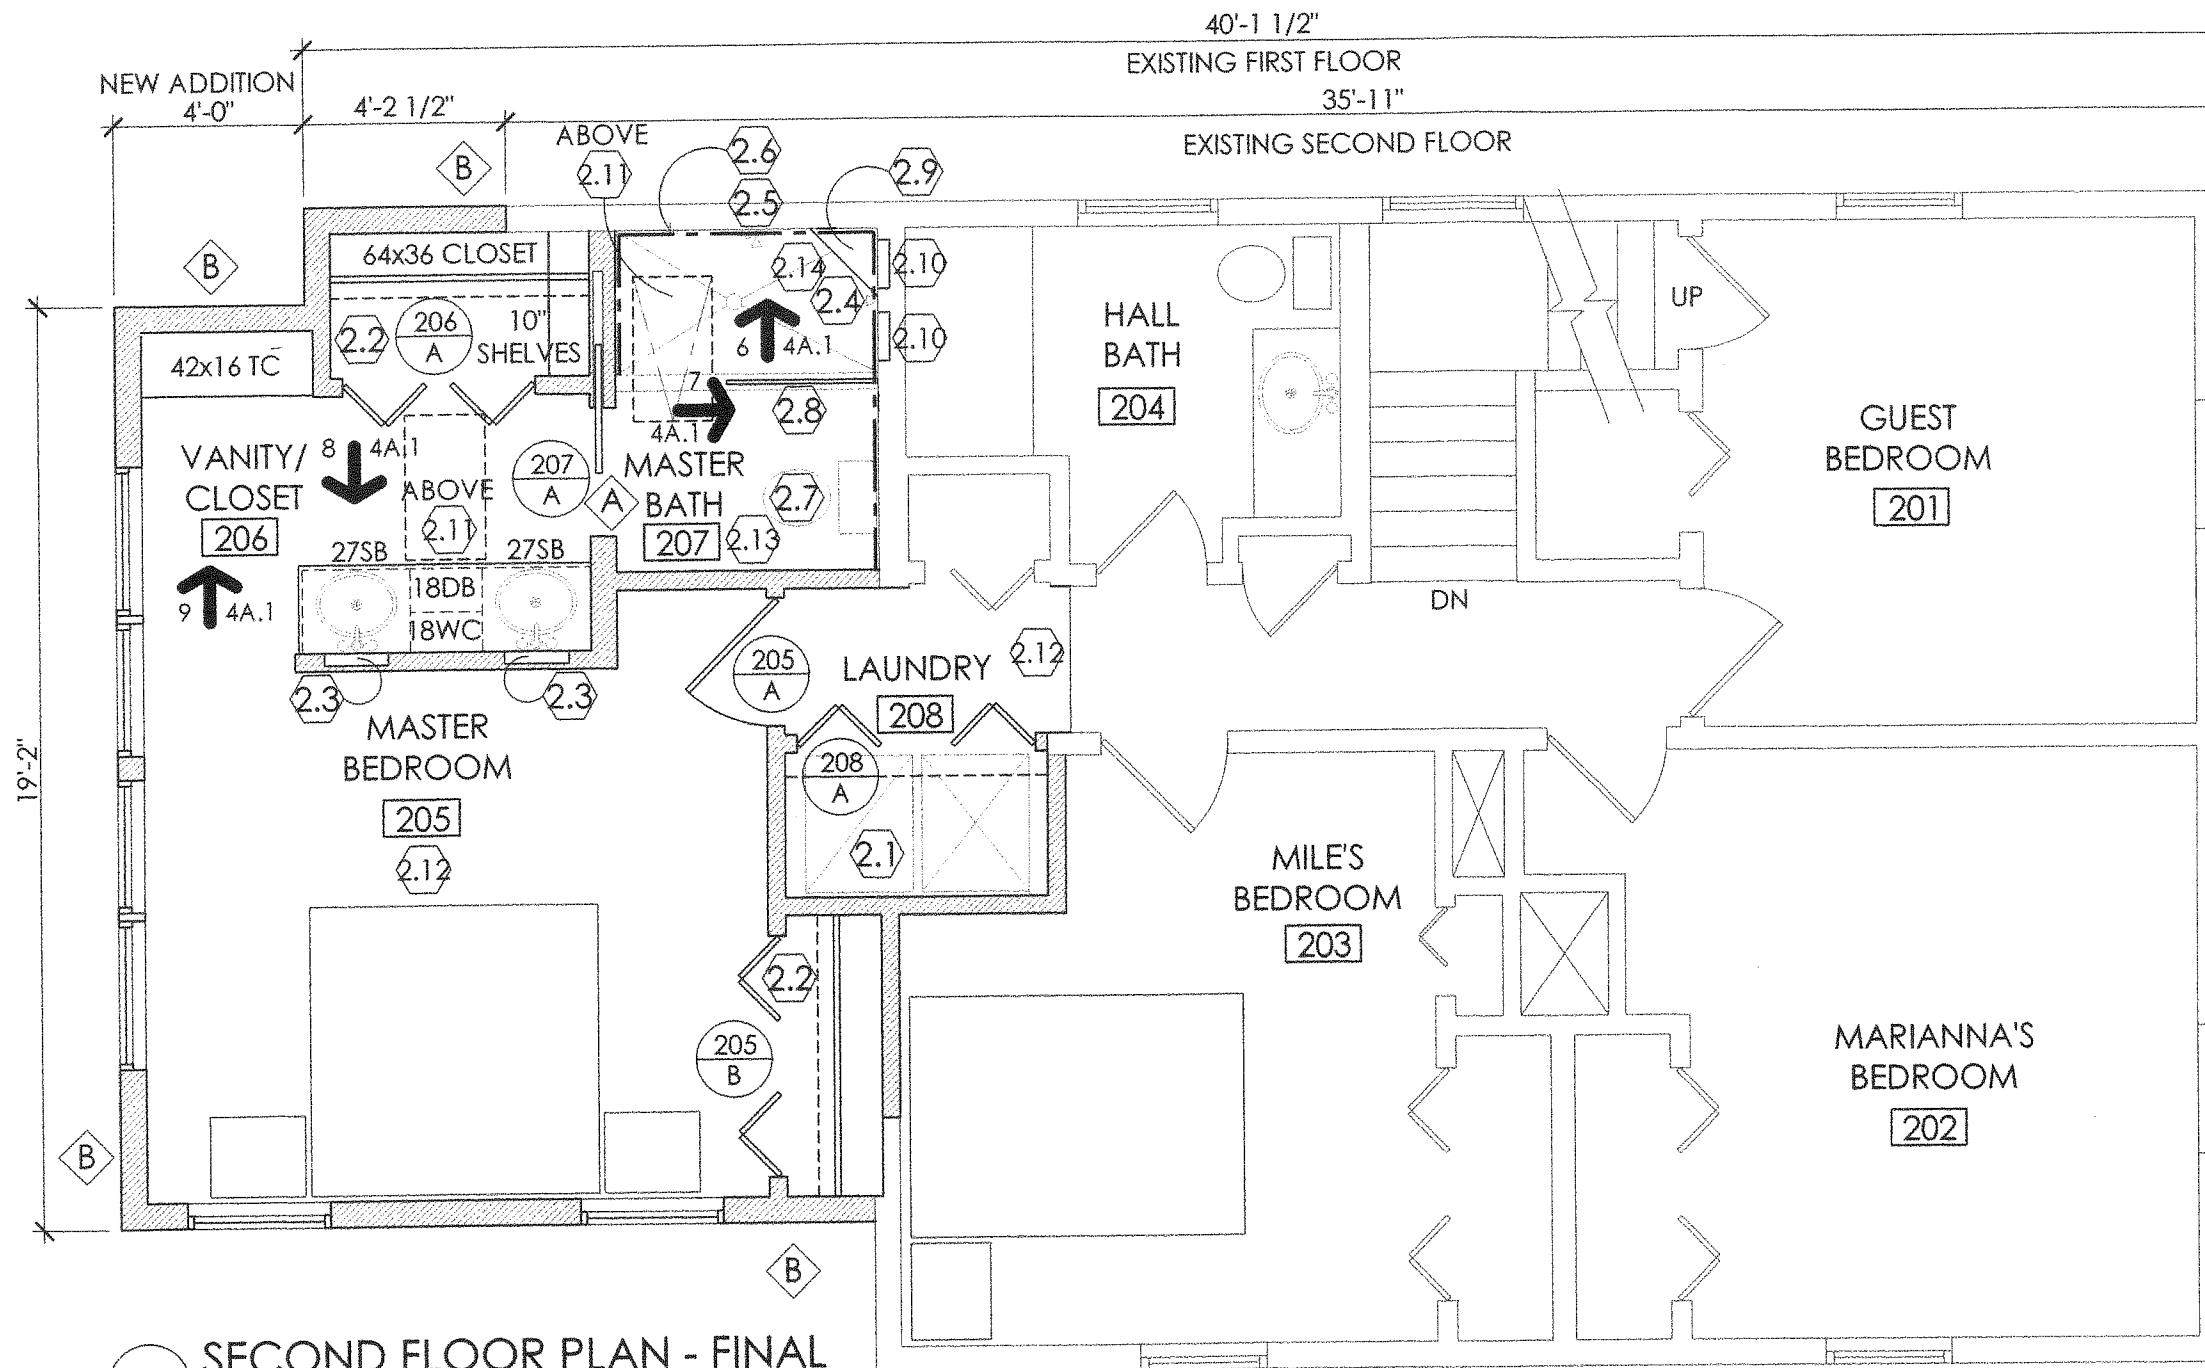 40'-1 1/2"
EXISTING FIRST FLOOR
NEW ADDITION
4'-0"
4'-2 1/2"
35'-11"
EXISTING SECOND FLOOR
ABOVE
2.11
2.6
2.5
2.9
B
B
64x36 CLOSET
2.14
2.10
2.4
2.2
206
A
10"
SHELVES
6
4A.1
2.10
42x16 TC
7
4A.1
2.8
HALL
BATH
204
UP
GUEST
BEDROOM
201
VANITY/
CLOSET
206
8
4A.1
ABOVE
2.11
207
A
A
MASTER
BATH
207
2.7
2.13
27SB
27SB
18DB
18WC
9
4A.1
DN
2.3
2.3
205
A
LAUNDRY
208
2.12
MASTER
BEDROOM
205
2.12
19'-2"
208
A
2.1
MILE'S
BEDROOM
203
2.2
205
B
MARIANNA'S
BEDROOM
202
B
B
SECOND FLOOR PLAN - FINAL